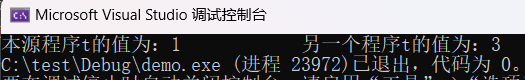 Microsoft Visual Studio 调试控制台
本源程序t的值为：1 另一个程序t的值为：3
C:\test\Debug\demo.exe (进程 23972)已退出，代码为 0。